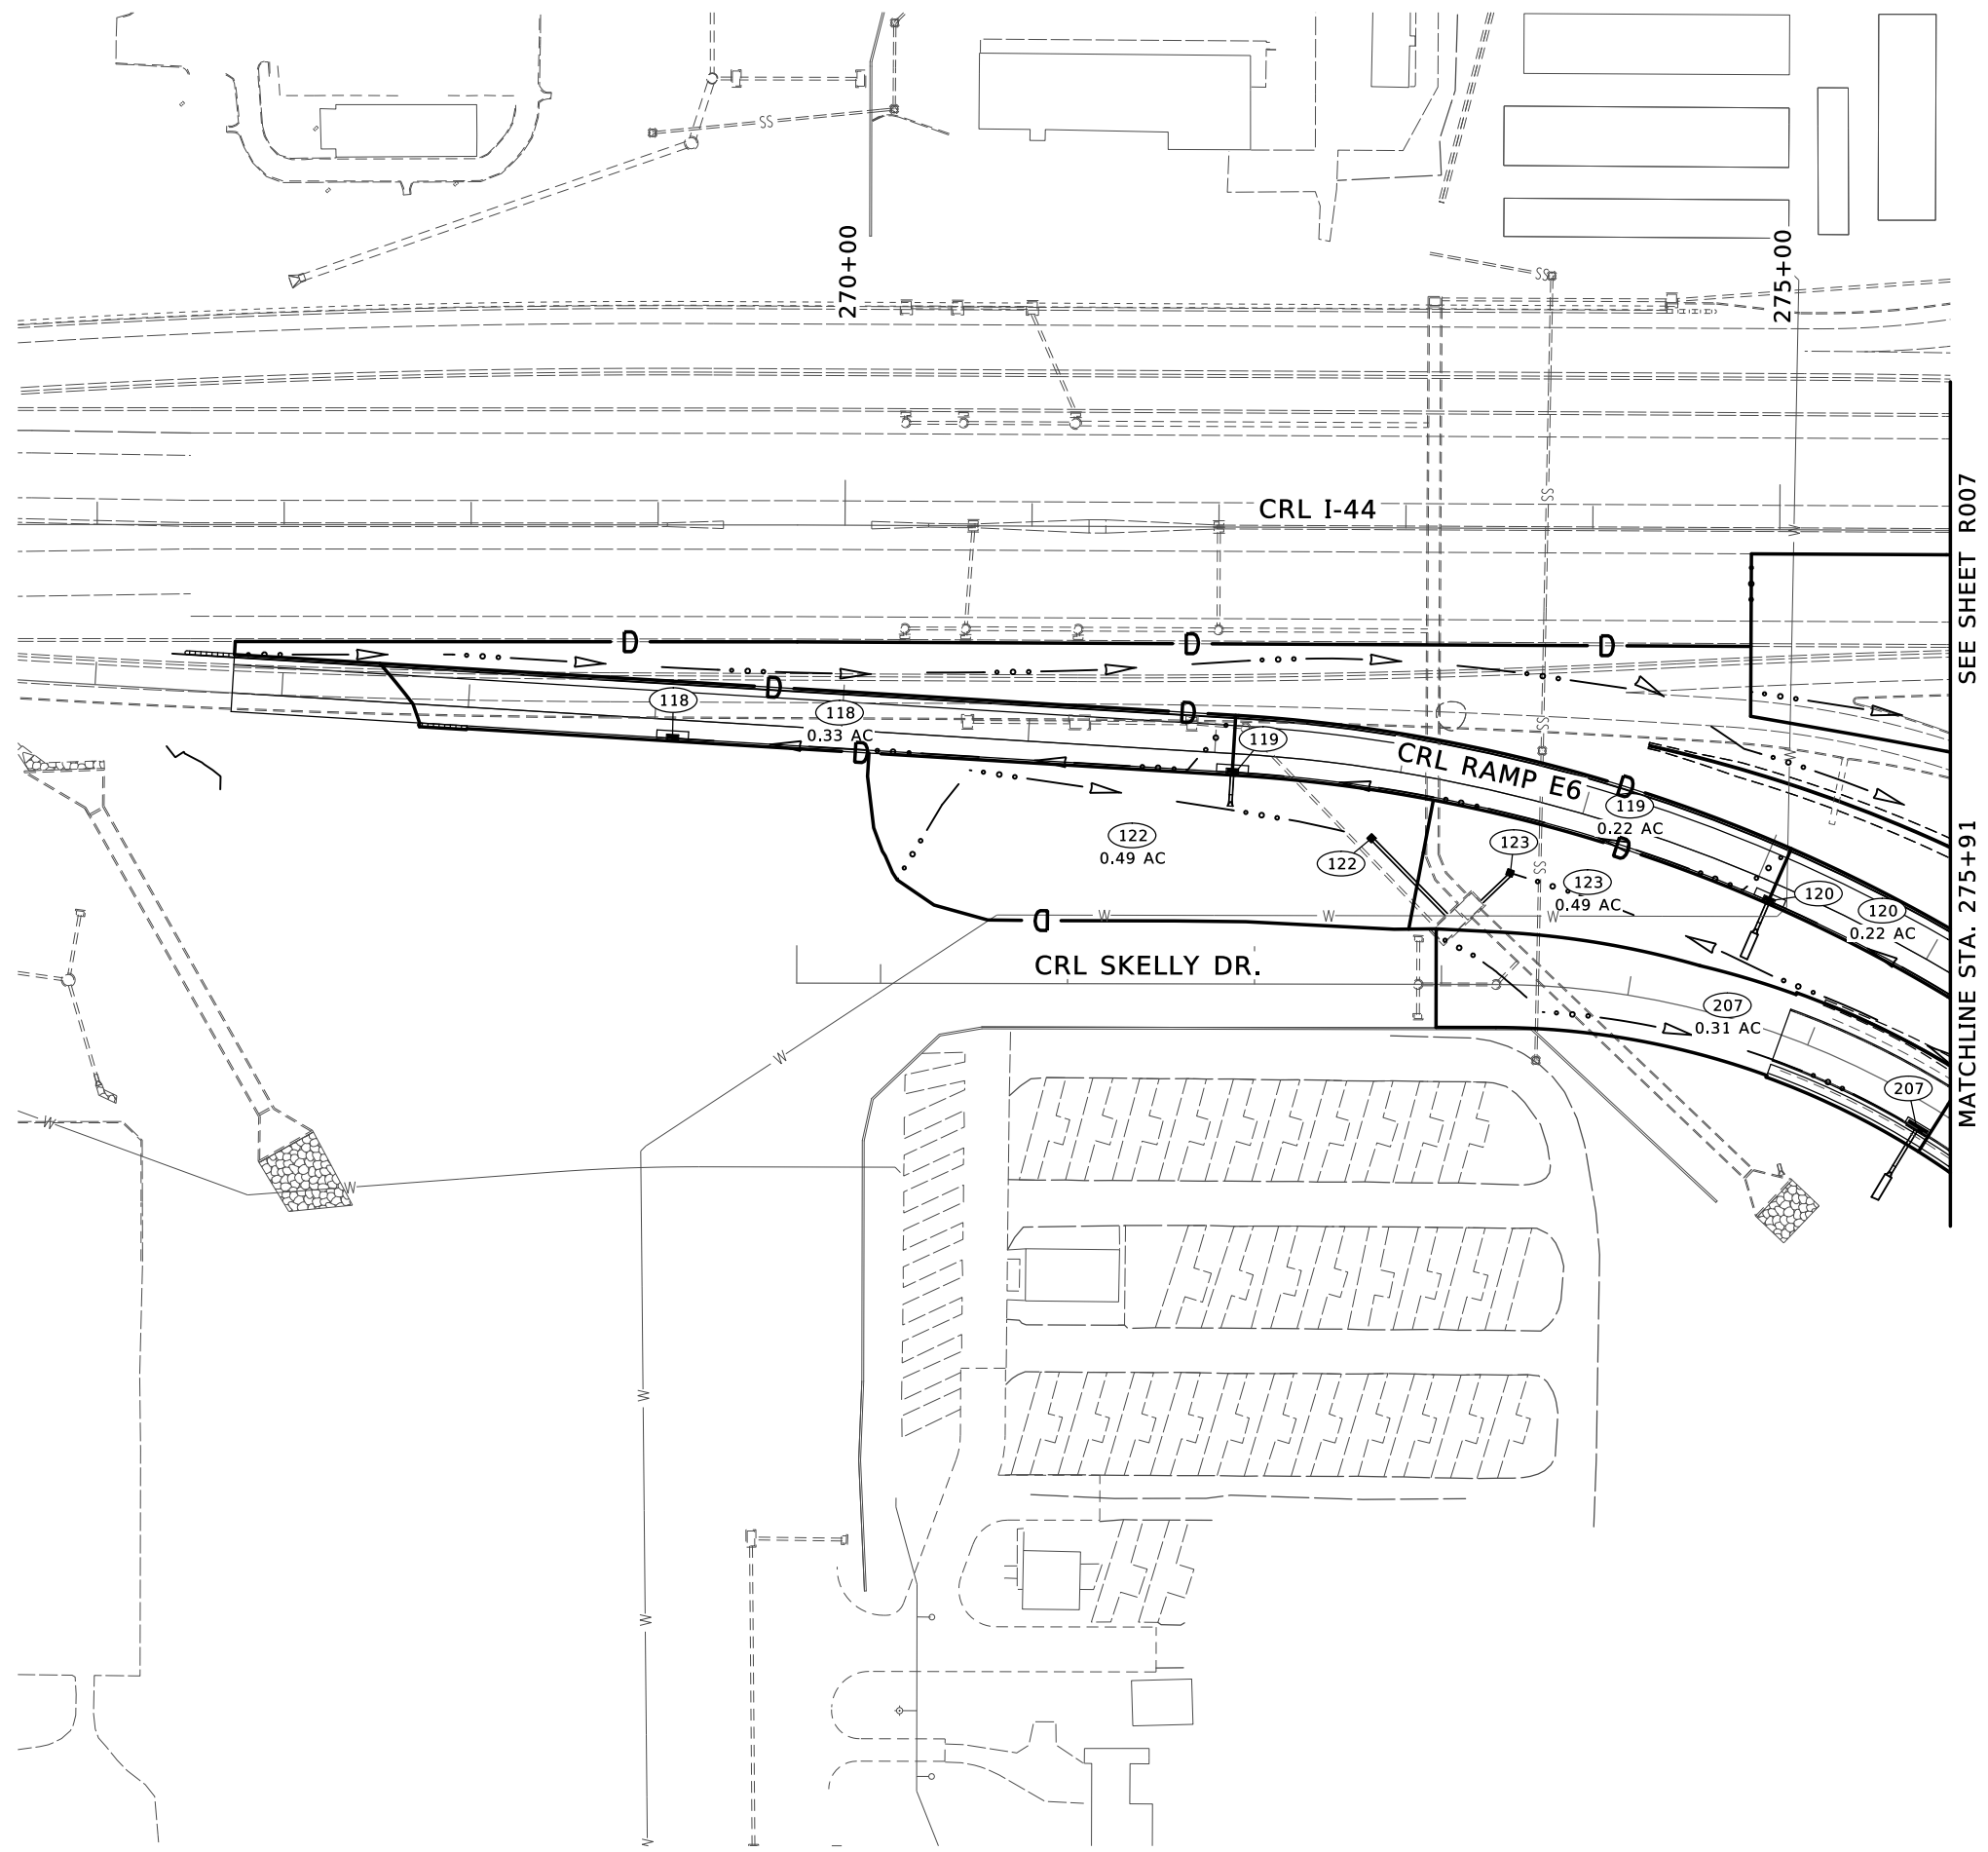 SS
270+00
275+00
SS
SS
CRL I-44
W
SEE SHEET R007
D
D
D
D
D
118
118
0.33 AC
SS
119
D
W
CRL RAMP E6
D
119
0.22 AC
122
0.49 AC
122
123
D
SS
123
0.49 AC
120
120
0.22 AC
D
W
W
W
CRL SKELLY DR.
207
0.31 AC
207
MATCHLINE STA. 275+91
W
W
W
W
W
W